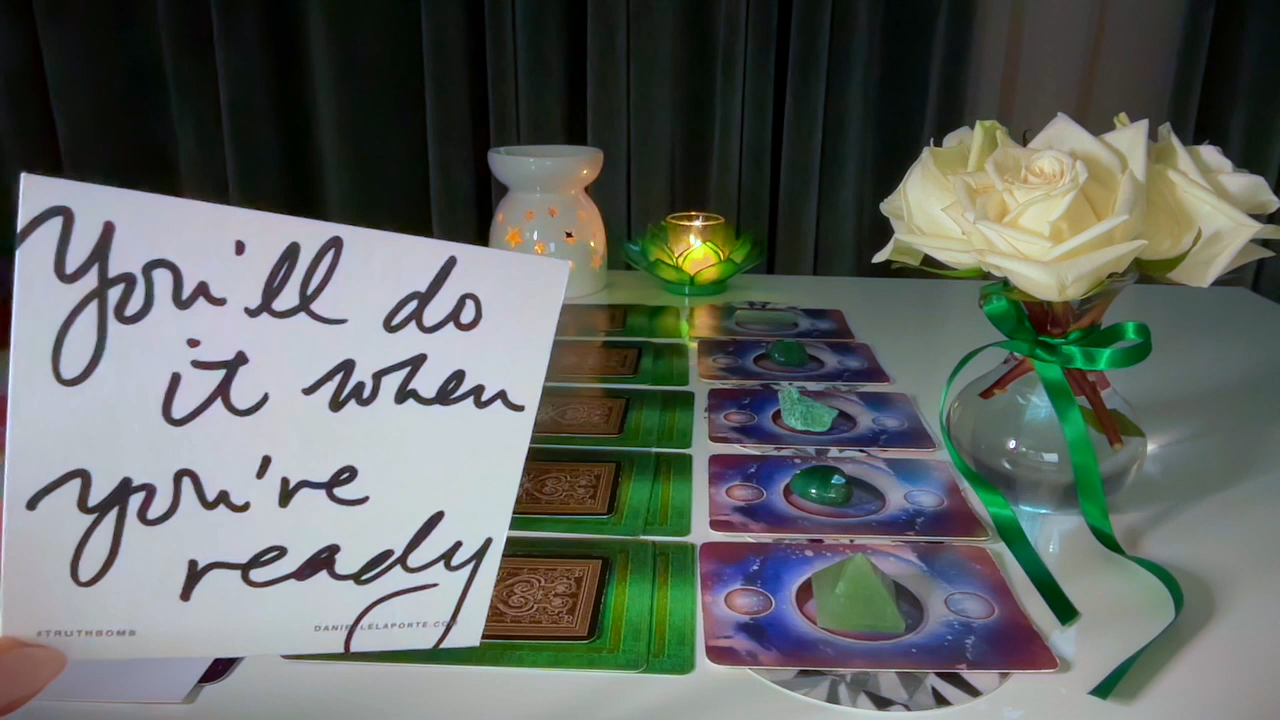 You'll do
it when
you're
ready
#TRUTHBOMB
DANIELLELAPORTE.COM